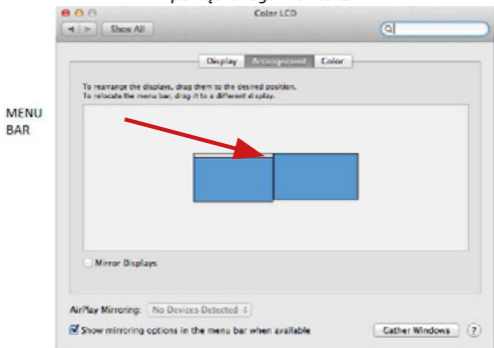 Color LCD
Show All
Display Arrangement Color
To rearrange the displays, drag them to the desired position.
To relocate the menu bar, drag it to a different display.
MENU
BAR
Mirror Displays
AirPlay Mirroring: No Devices Detected
Show mirroring options in the menu bar when available
Gather Windows ?